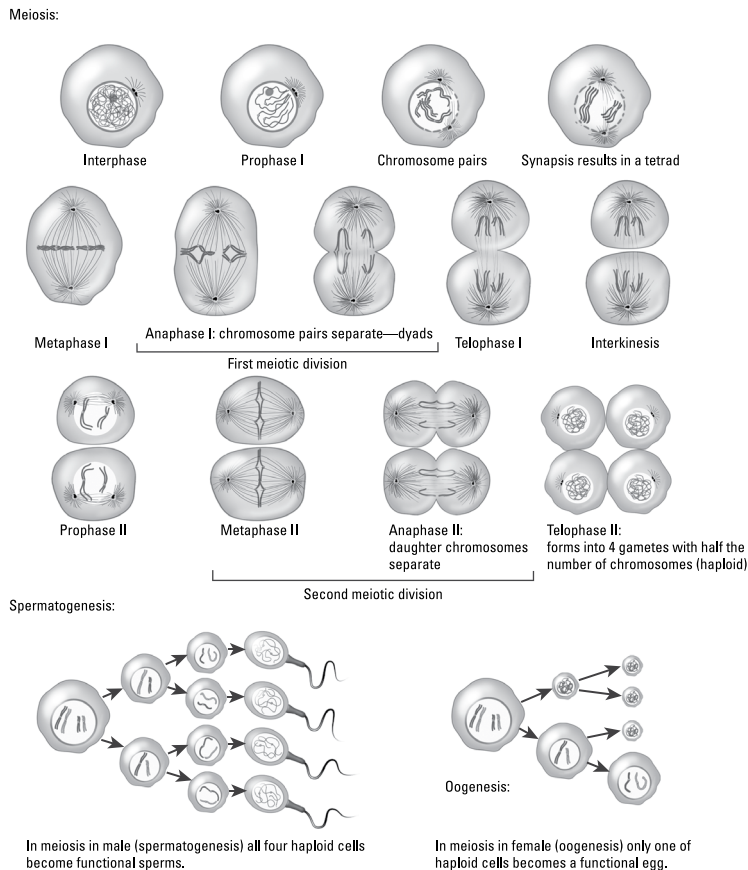 Meiosis:
Interphase
Prophase I
Chromosome pairs
Synapsis results in a tetrad
Metaphase I
Anaphase I: chromosome pairs separate—dyads
Telophase I
Interkinesis
First meiotic division
Prophase II
Metaphase II
Anaphase II:
daughter chromosomes
separate
Telophase II:
forms into 4 gametes with half the
number of chromosomes (haploid)
Second meiotic division
Spermatogenesis:
Oogenesis:
In meiosis in male (spermatogenesis) all four haploid cells
become functional sperms.
In meiosis in female (oogenesis) only one of
haploid cells becomes a functional egg.